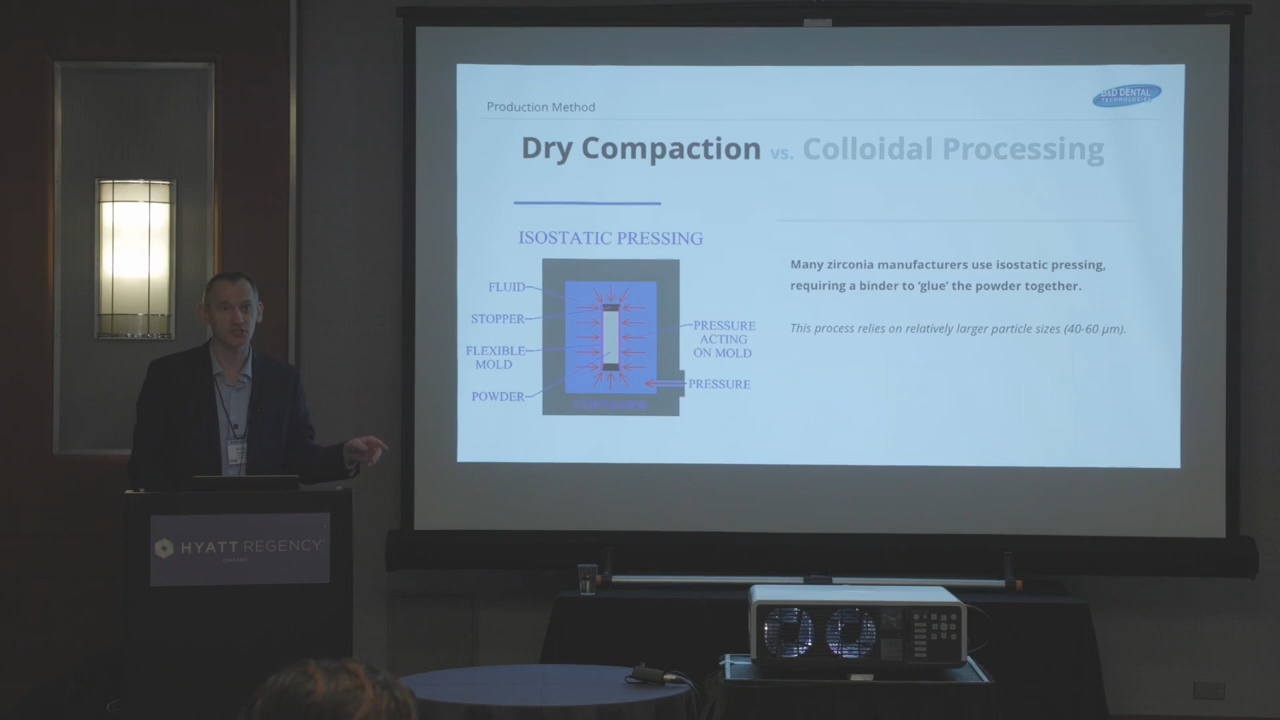 Production Method
B&D DENTAL
TECHNOLOGIES
Dry Compaction vs. Colloidal Processing
ISOSTATIC PRESSING
FLUID
STOPPER
FLEXIBLE
MOLD
POWDER
PRESSURE
ACTING
ON MOLD
PRESSURE
Many zirconia manufacturers use isostatic pressing,
requiring a binder to ‘glue’ the powder together.
This process relies on relatively larger particle sizes (40-60 µm).
HYATT REGENCY